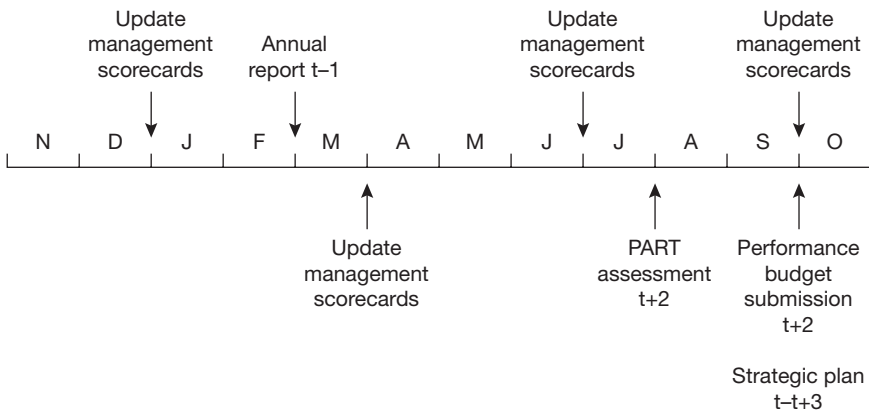 Update
management
scorecards
Annual
report t–1
Update
management
scorecards
Update
management
scorecards
N D J F M A M J J A S O
Update
management
scorecards
PART
assessment
t+2
Performance
budget
submission
t+2
Strategic plan
t–t+3